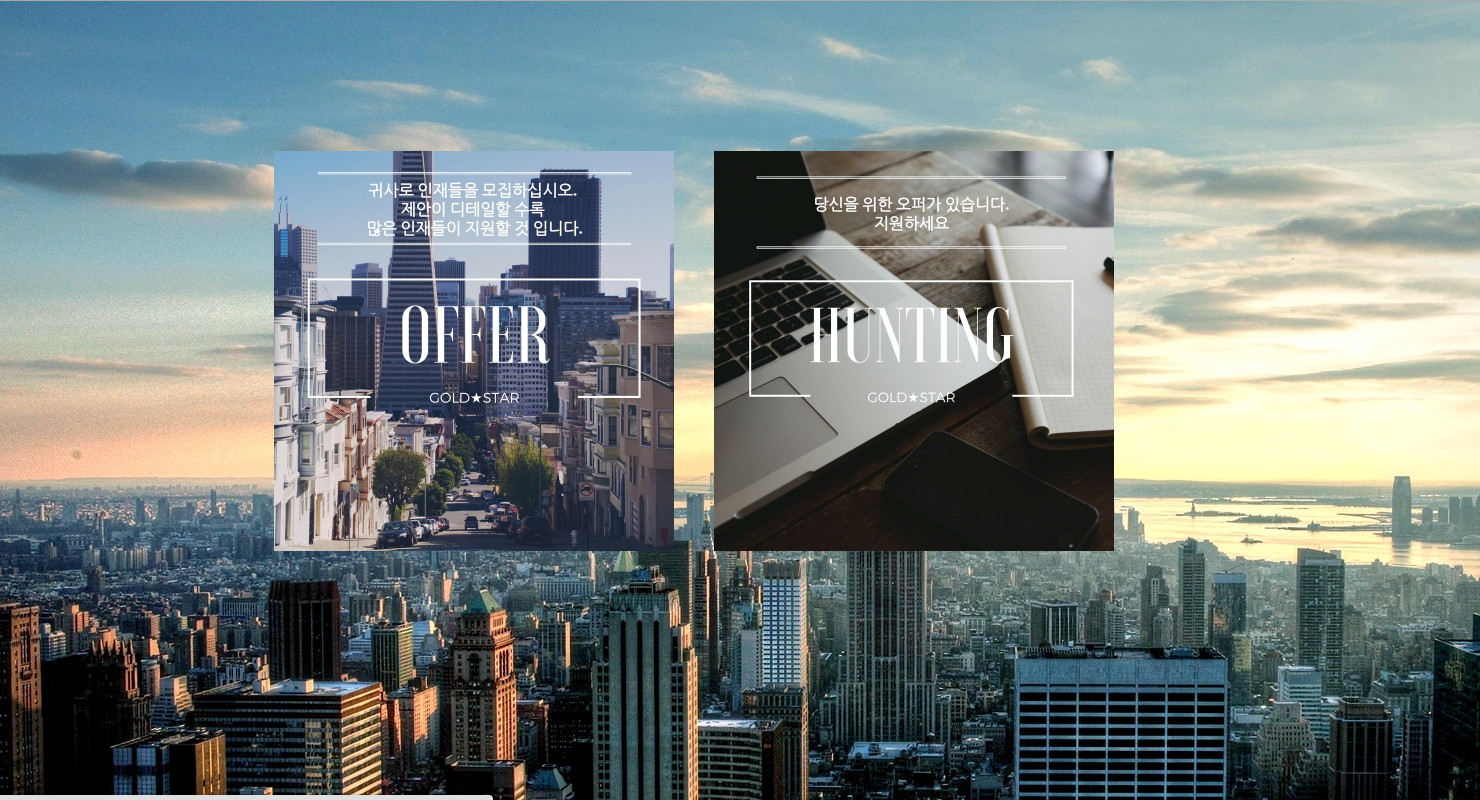 귀사로 인재들을 모집하십시오.
제안이 디테일할 수록
많은 인재들이 지원할 것 입니다.
OFFER
GOLD★STAR
당신을 위한 오퍼가 있습니다.
지원하세요
HUNTING
GOLD★STAR